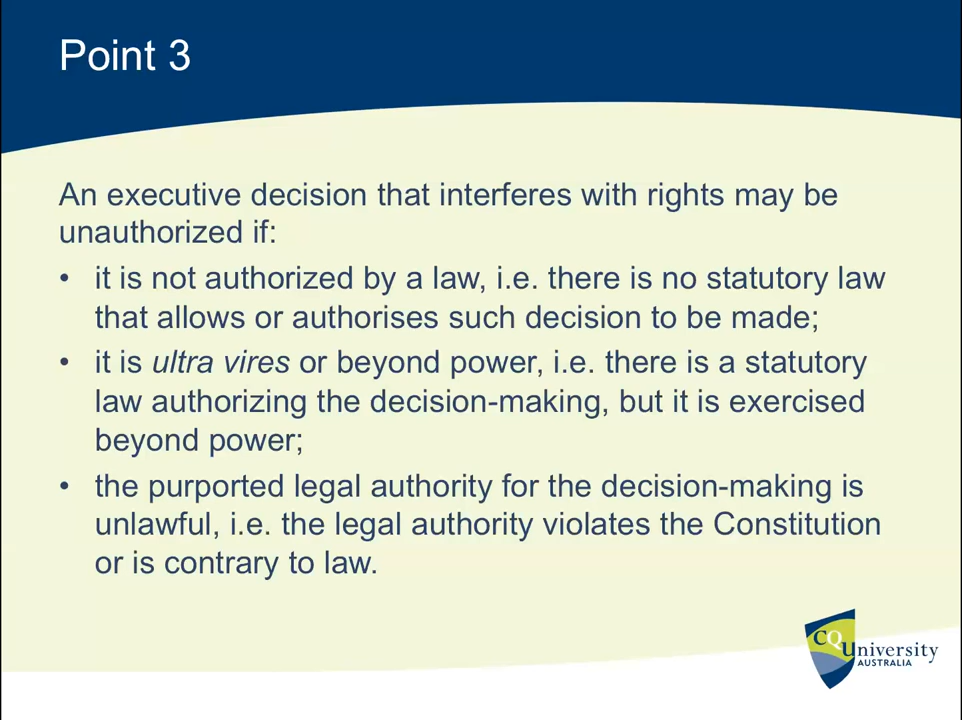 Point 3
An executive decision that interferes with rights may be
unauthorized if:
• it is not authorized by a law, i.e. there is no statutory law
that allows or authorises such decision to be made;
• it is ultra vires or beyond power, i.e. there is a statutory
law authorizing the decision-making, but it is exercised
beyond power;
• the purported legal authority for the decision-making is
unlawful, i.e. the legal authority violates the Constitution
or is contrary to law.
CQUniversity
AUSTRALIA